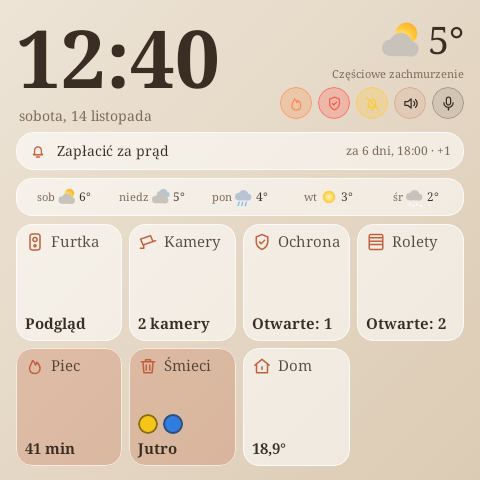 12:40
5°
Częściowe zachmurzenie
sobota, 14 listopada
Zapłacić za prąd za 6 dni, 18:00 · +1
sob 6° niedz 5° pon 4° wt 3° śr 2°
Furtka Kamery Ochrona Rolety
Podgląd 2 kamery Otwarte: 1 Otwarte: 2
Piec Śmieci Dom
41 min Jutro 18,9°